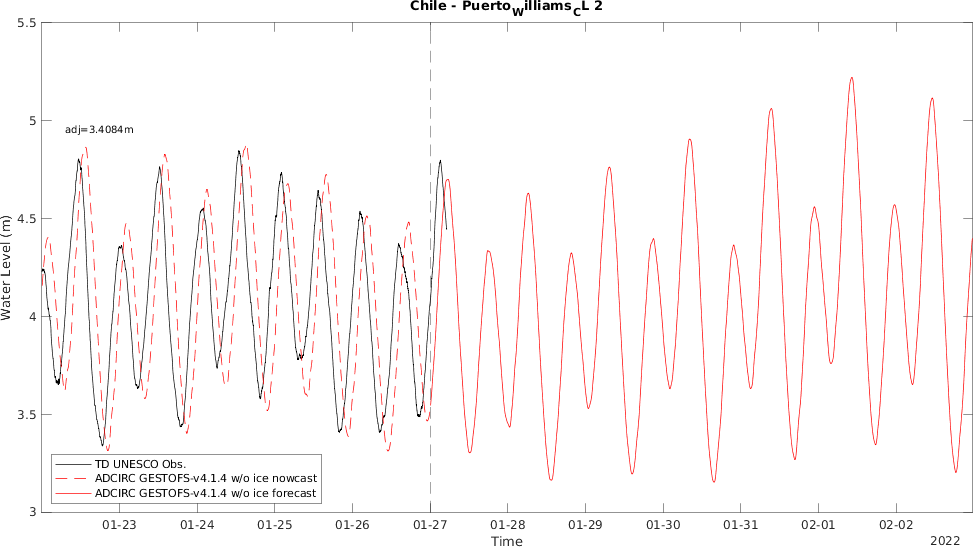 Chile - PuertoWilliamsCL 2
5.5
5
4.5
4
3.5
3
Water Level (m)
adj=3.4084m
TD UNESCO Obs.
ADCIRC GESTOFS-v4.1.4 w/o ice nowcast
ADCIRC GESTOFS-v4.1.4 w/o ice forecast
01-23 01-24 01-25 01-26 01-27 01-28 01-29 01-30 01-31 02-01 02-02
Time
2022